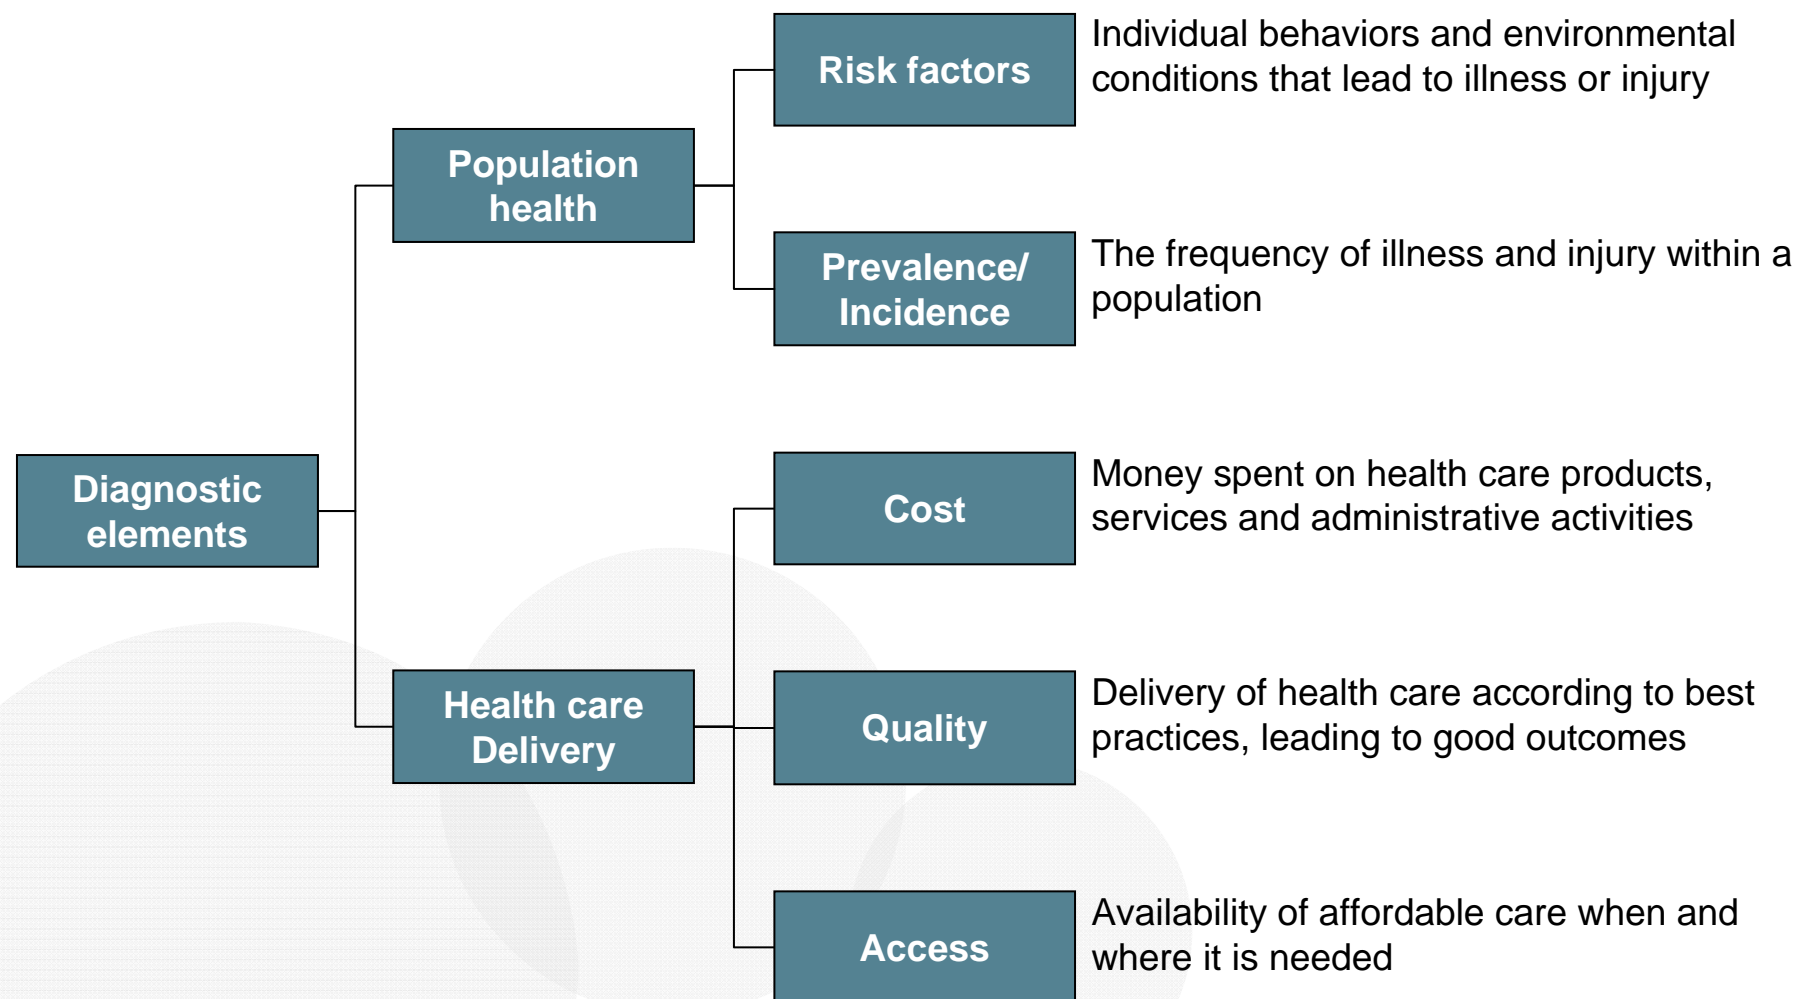 Risk factors
Individual behaviors and environmental
conditions that lead to illness or injury
Population
health
Prevalence/
Incidence
The frequency of illness and injury within a
population
Diagnostic
elements
Cost
Money spent on health care products,
services and administrative activities
Health care
Delivery
Quality
Delivery of health care according to best
practices, leading to good outcomes
Access
Availability of affordable care when and
where it is needed